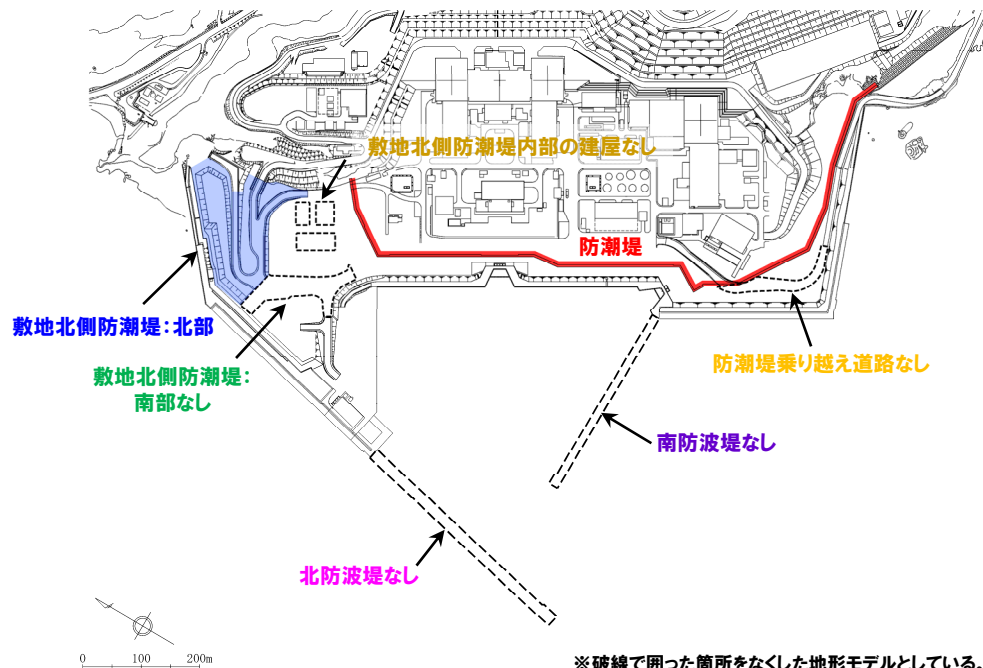 敷地北側防潮堤内部の建屋なし
防潮堤
敷地北側防潮堤：北部
敷地北側防潮堤：
南部なし
防潮堤乗り越え道路なし
南防波堤なし
北防波堤なし
0 100 200m
※破線で囲った箇所をなくした地形モデルとしている。